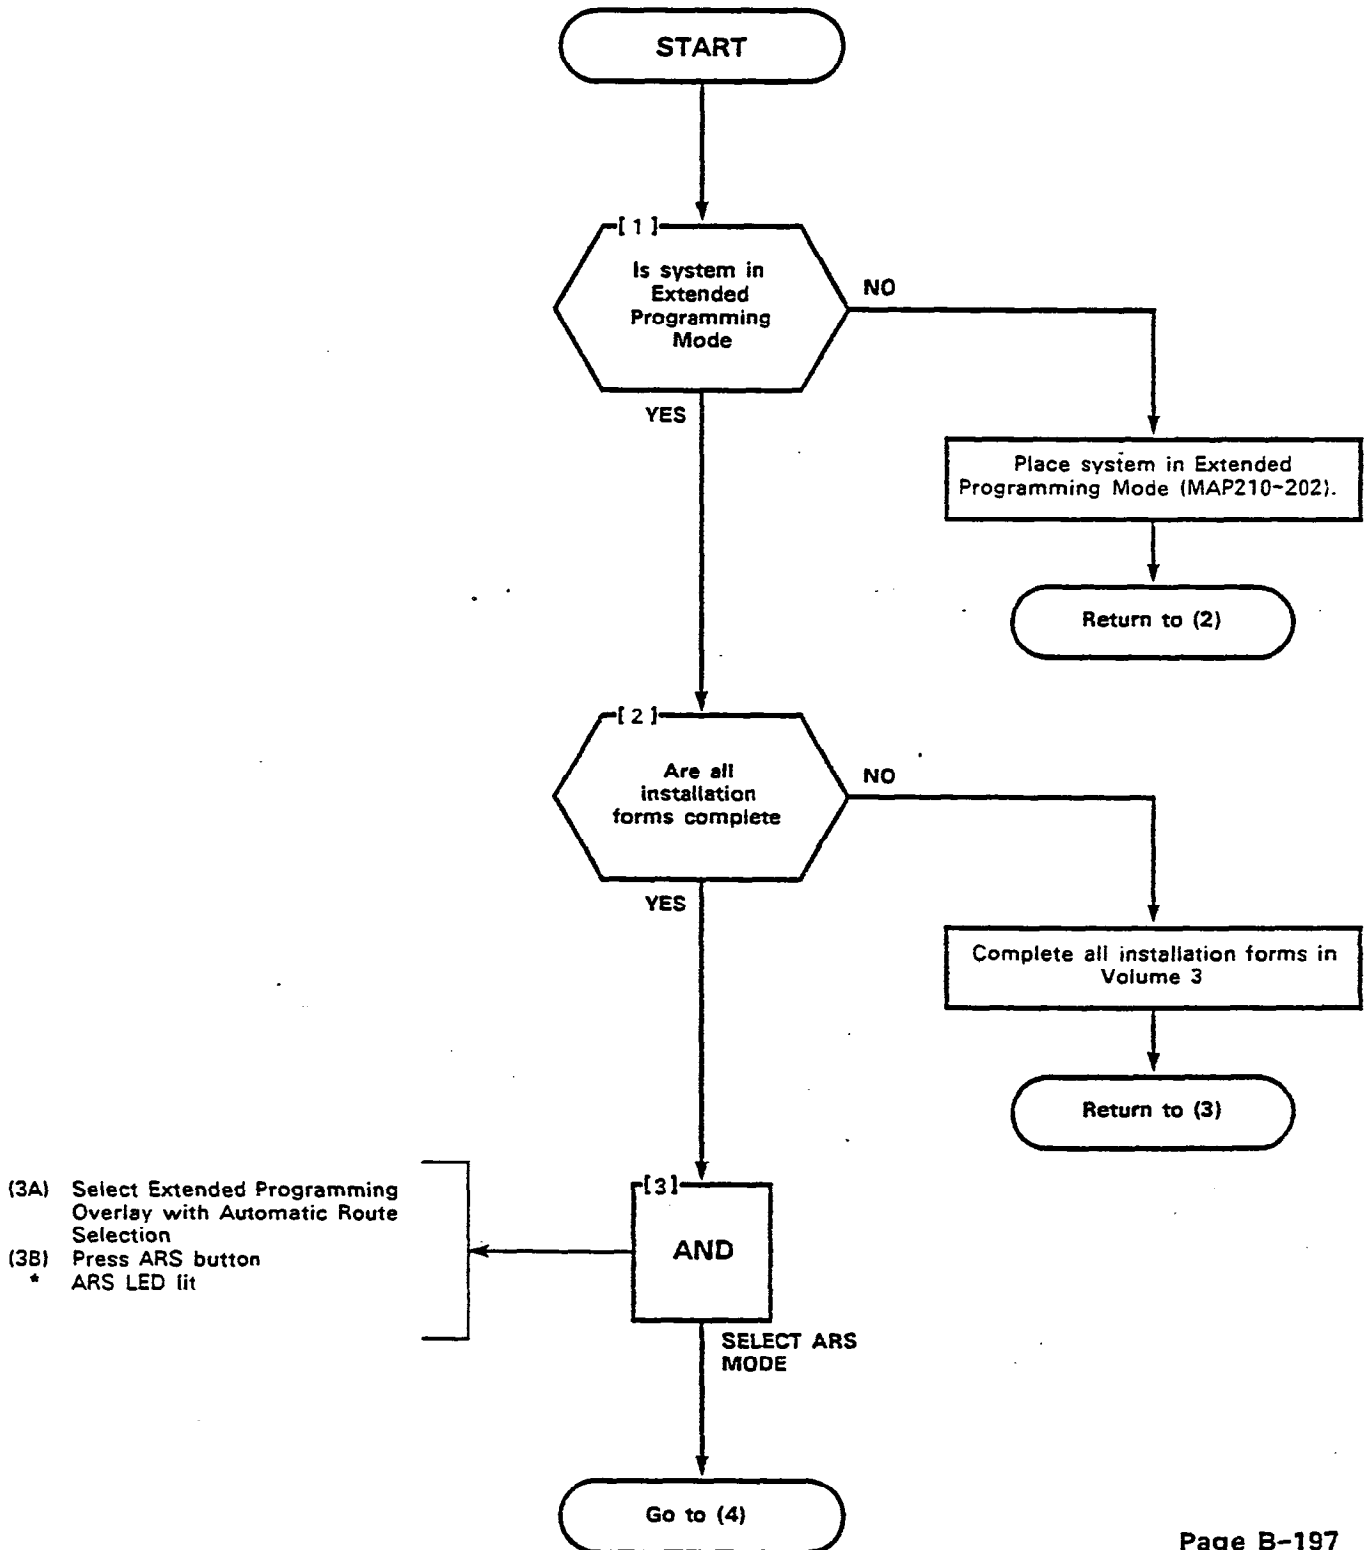 START
[ 1 ]
Is system in
Extended
Programming
Mode
NO
YES
Place system in Extended
Programming Mode (MAP210-202).
Return to (2)
[ 2 ]
Are all
installation
forms complete
NO
YES
Complete all installation forms in
Volume 3
Return to (3)
[3]
AND
(3A) Select Extended Programming
Overlay with Automatic Route
Selection
(3B) Press ARS button
* ARS LED lit
SELECT ARS
MODE
Go to (4)
Page B-197